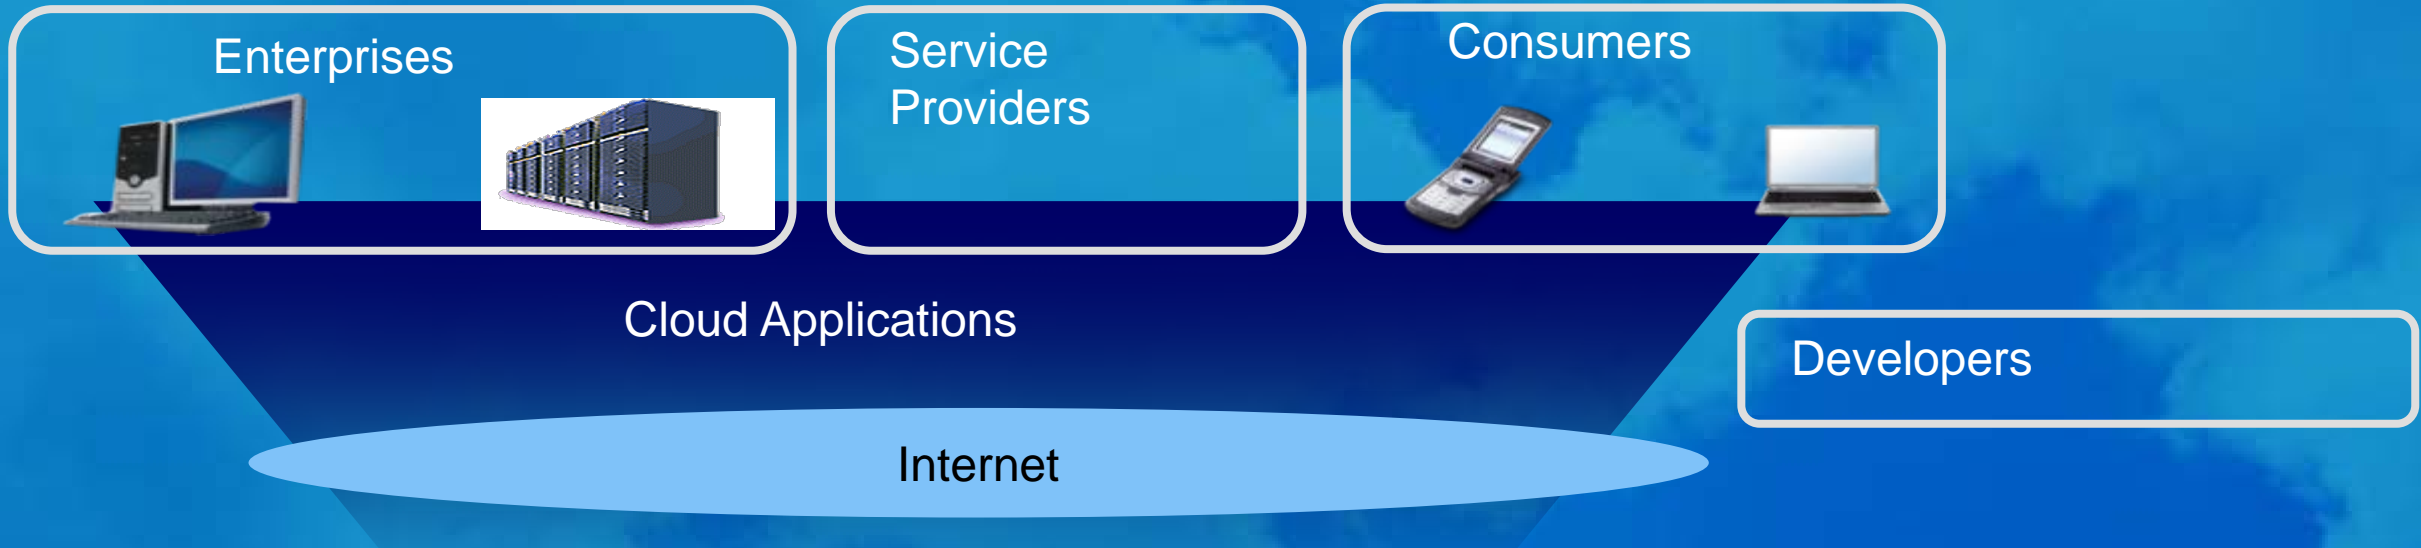 Enterprises
Service
Providers
Consumers
Cloud Applications
Developers
Internet